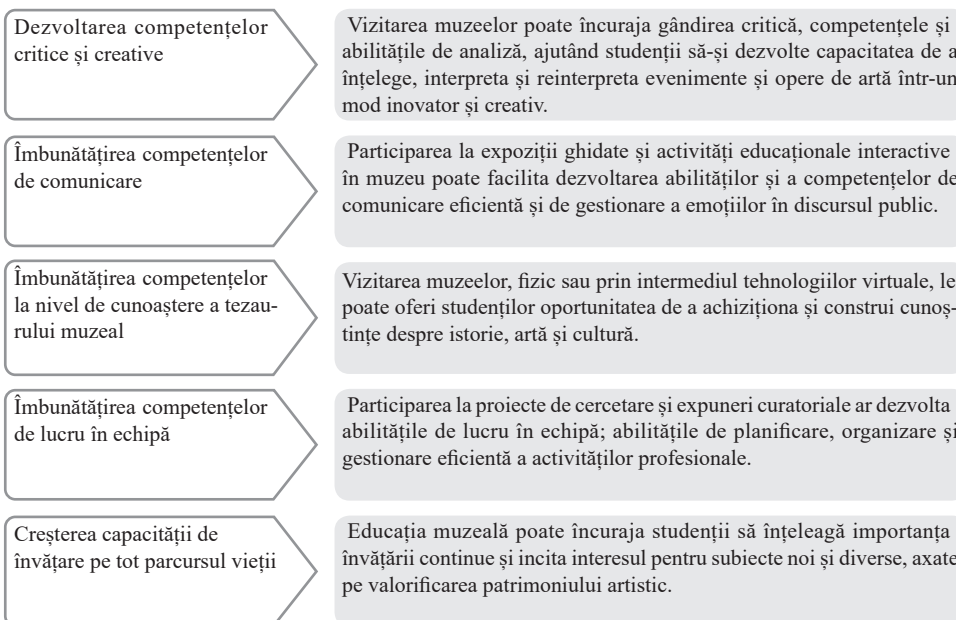 Dezvoltarea competențelor
critice și creative
Vizitarea muzeelor poate încuraja gândirea critică, competențele și
abilitățile de analiză, ajutând studenții să-și dezvolte capacitatea de a
înțelege, interpreta și reinterpreta evenimente și opere de artă într-un
mod inovator și creativ.
Îmbunătățirea competențelor
de comunicare
Participarea la expoziții ghidate și activități educaționale interactive
în muzeu poate facilita dezvoltarea abilităților și a competențelor de
comunicare eficientă și de gestionare a emoțiilor în discursul public.
Îmbunătățirea competențelor
la nivel de cunoaștere a tezau-
rului muzeal
Vizitarea muzeelor, fizic sau prin intermediul tehnologiilor virtuale, le
poate oferi studenților oportunitatea de a achiziționa și construi cunoș-
tințe despre istorie, artă și cultură.
Îmbunătățirea competențelor
de lucru în echipă
Participarea la proiecte de cercetare și expuneri curatoriale ar dezvolta
abilitățile de lucru în echipă; abilitățile de planificare, organizare și
gestionare eficientă a activităților profesionale.
Creșterea capacității de
învățare pe tot parcursul vieții
Educația muzeală poate încuraja studenții să înțeleagă importanța
învățării continue și incita interesul pentru subiecte noi și diverse, axate
pe valorificarea patrimoniului artistic.